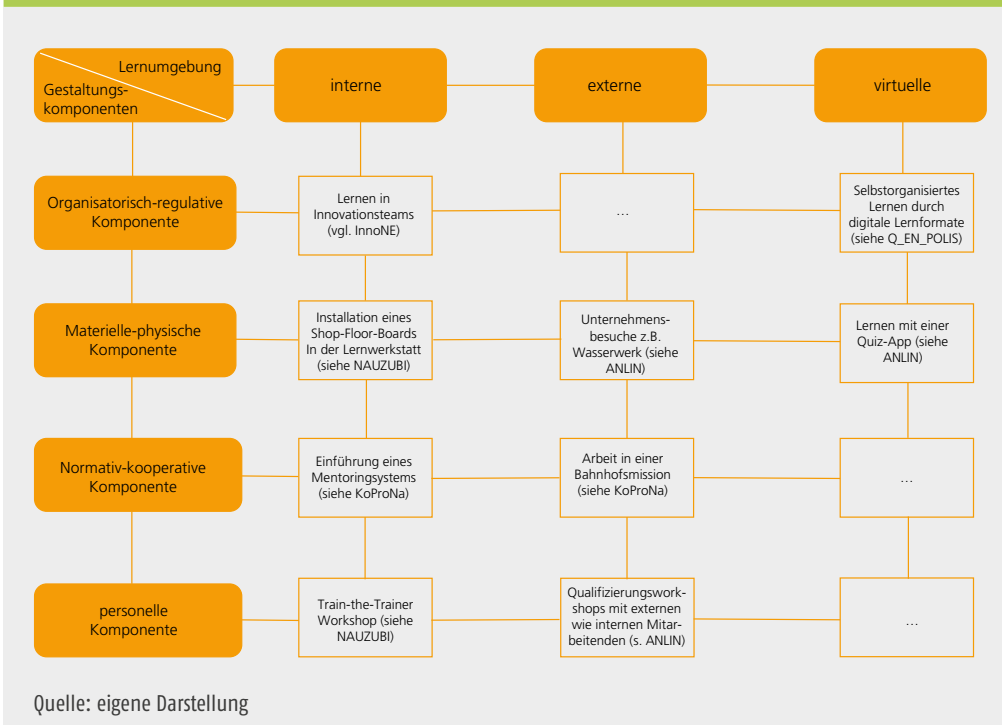 Lernumgebung
Gestaltungs-
komponenten
interne
externe
virtuelle
Organisatorisch-regulative
Komponente
Lernen in
Innovationsteams
(vgl. InnoNE)
...
Selbstorganisiertes
Lernen durch
digitale Lernformate
(siehe Q_EN_POLIS)
Materielle-physische
Komponente
Installation eines
Shop-Floor-Boards
In der Lernwerkstatt
(siehe NAUZUBI)
Unternehmens-
besuche z.B.
Wasserwerk (siehe
ANLIN)
Lernen mit einer
Quiz-App (siehe
ANLIN)
Normativ-kooperative
Komponente
Einführung eines
Mentoringsystems
(siehe KoProNa)
Arbeit in einer
Bahnhofsmission
(siehe KoProNa)
...
personelle
Komponente
Train-the-Trainer
Workshop (siehe
NAUZUBI)
Qualifizierungswork-
shops mit externen
wie internen Mitar-
beitenden (s. ANLIN)
...
Quelle: eigene Darstellung